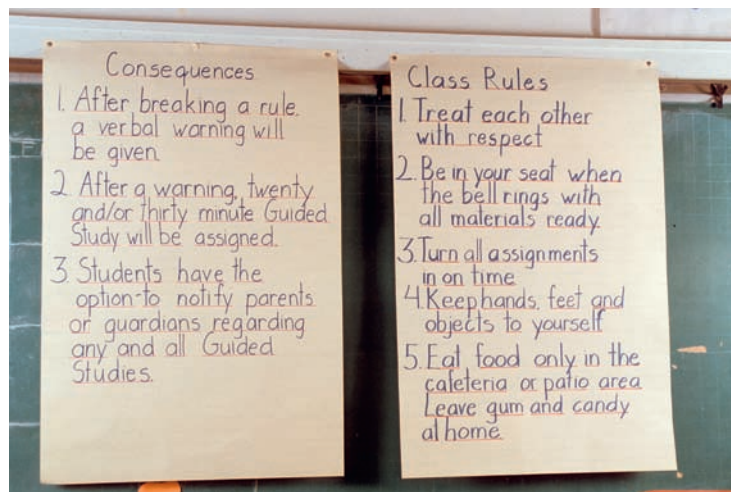 Consequences
1. After breaking a rule,
a verbal warning will
be given.
2. After a warning, twenty
and/or thirty minute Guided
Study will be assigned.
3. Students have the
option to notify parents
or guardians regarding
any and all Guided
Studies.
Class Rules
1. Treat each other
with respect
2. Be in your seat when
the bell rings with
all materials ready.
3. Turn all assignments
in on time
4. Keep hands, feet and
objects to yourself
5. Eat food only in the
cafeteria or patio area
Leave gum and candy
at home.